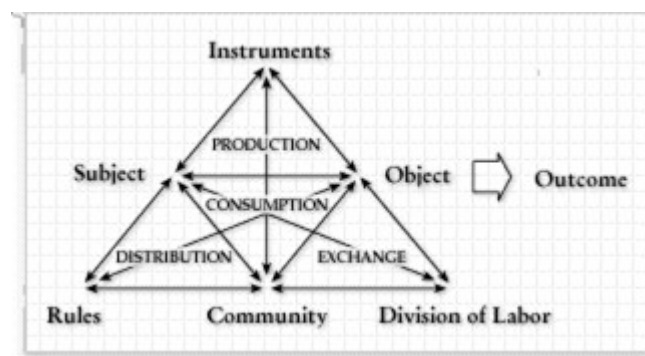 Instruments
PRODUCTION
Subject
Object
Outcome
CONSUMPTION
DISTRIBUTION
EXCHANGE
Rules
Community
Division of Labor